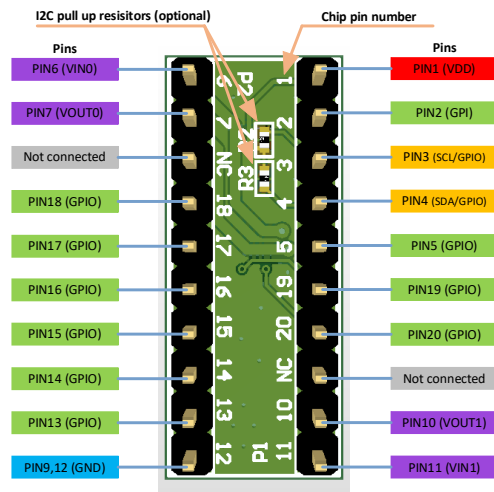 I2C pull up resisitors (optional)
Chip pin number
Pins
Pins
PIN6 (VIN0)
PIN7 (VOUT0)
Not connected
PIN18 (GPIO)
PIN17 (GPIO)
PIN16 (GPIO)
PIN15 (GPIO)
PIN14 (GPIO)
PIN13 (GPIO)
PIN9,12 (GND)
6
7
NC
18
17
16
15
14
13
12
P2
R3
P1
1
2
3
4
5
19
20
NC
10
11
PIN1 (VDD)
PIN2 (GPI)
PIN3 (SCL/GPIO)
PIN4 (SDA/GPIO)
PIN5 (GPIO)
PIN19 (GPIO)
PIN20 (GPIO)
Not connected
PIN10 (VOUT1)
PIN11 (VIN1)